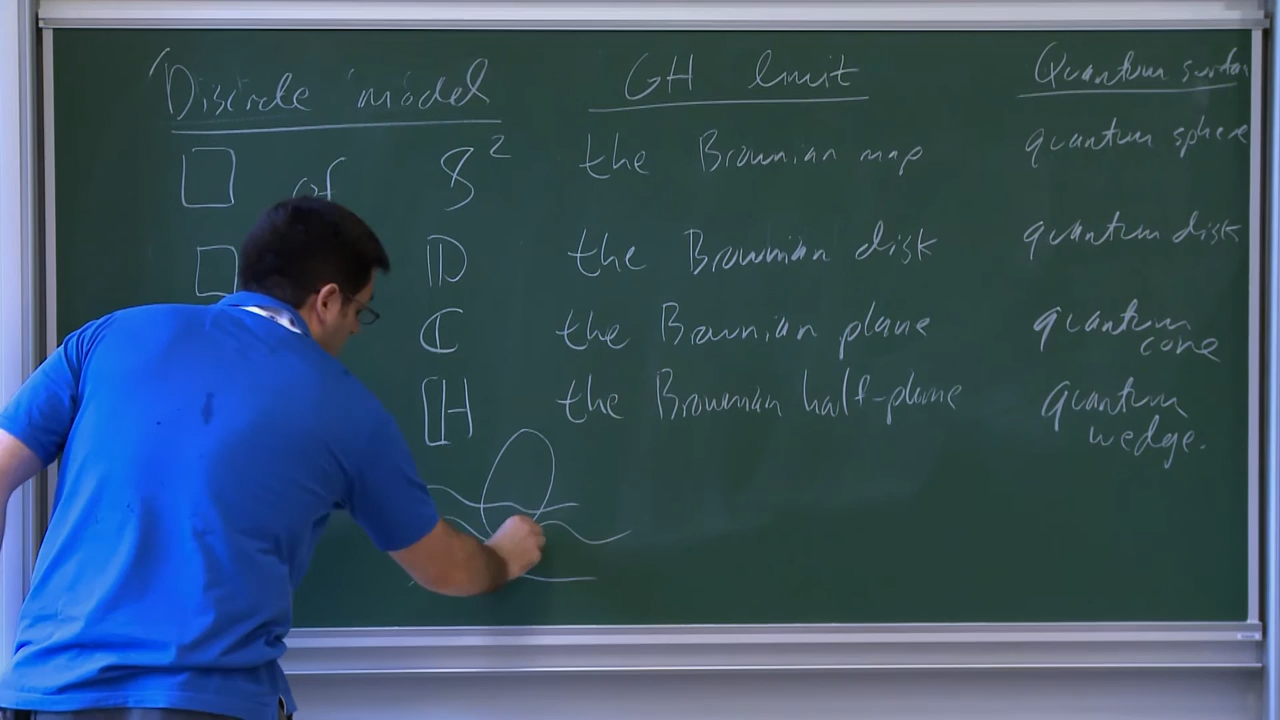 "Discrete model GH limit Quantum surfac
□ of S² the Brownian map quantum sphere
□ D the Brownian disk quantum disk
C the Brownian plane quantum cone
H the Brownian half-plane quantum wedge.